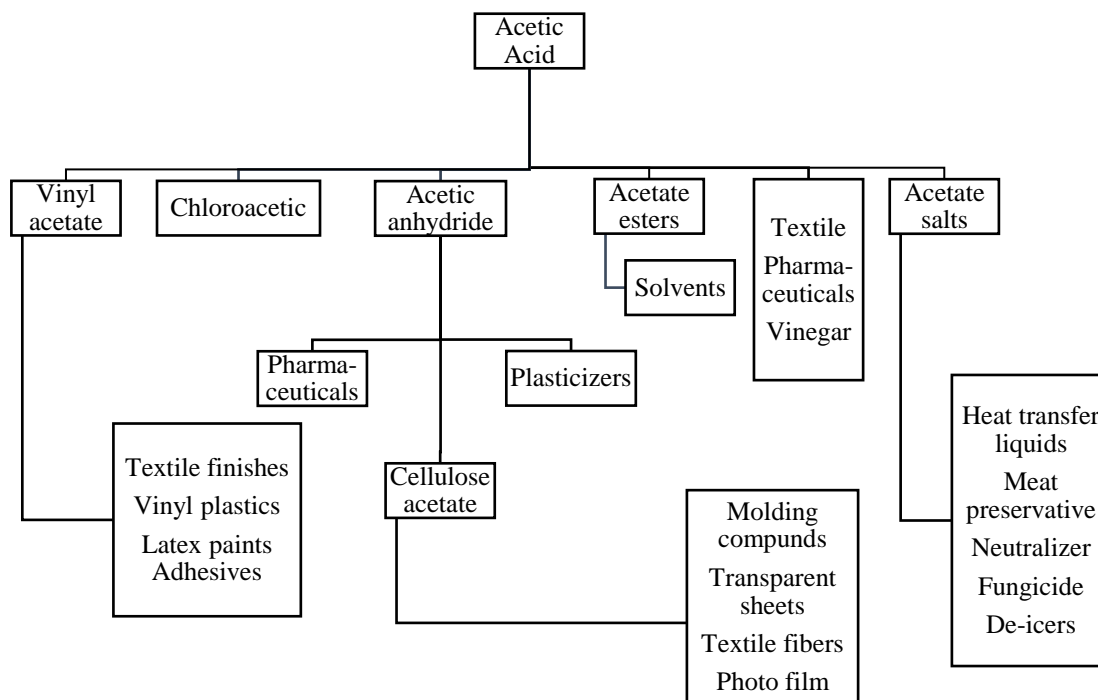 Acetic
Acid
Vinyl
acetate
Chloroacetic
Acetic
anhydride
Acetate
esters
Textile
Pharma-
ceuticals
Vinegar
Acetate
salts
Solvents
Pharma-
ceuticals
Plasticizers
Textile finishes
Vinyl plastics
Latex paints
Adhesives
Cellulose
acetate
Molding
compunds
Transparent
sheets
Textile fibers
Photo film
Heat transfer
liquids
Meat
preservative
Neutralizer
Fungicide
De-icers